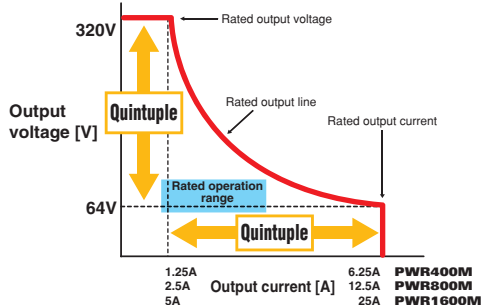 Rated output voltage
320V
Output
voltage [V]
Quintuple
Rated output line
Rated output current
Rated operation
range
64V
Quintuple
1.25A 6.25A PWR400M
2.5A Output current [A] 12.5A PWR800M
5A 25A PWR1600M